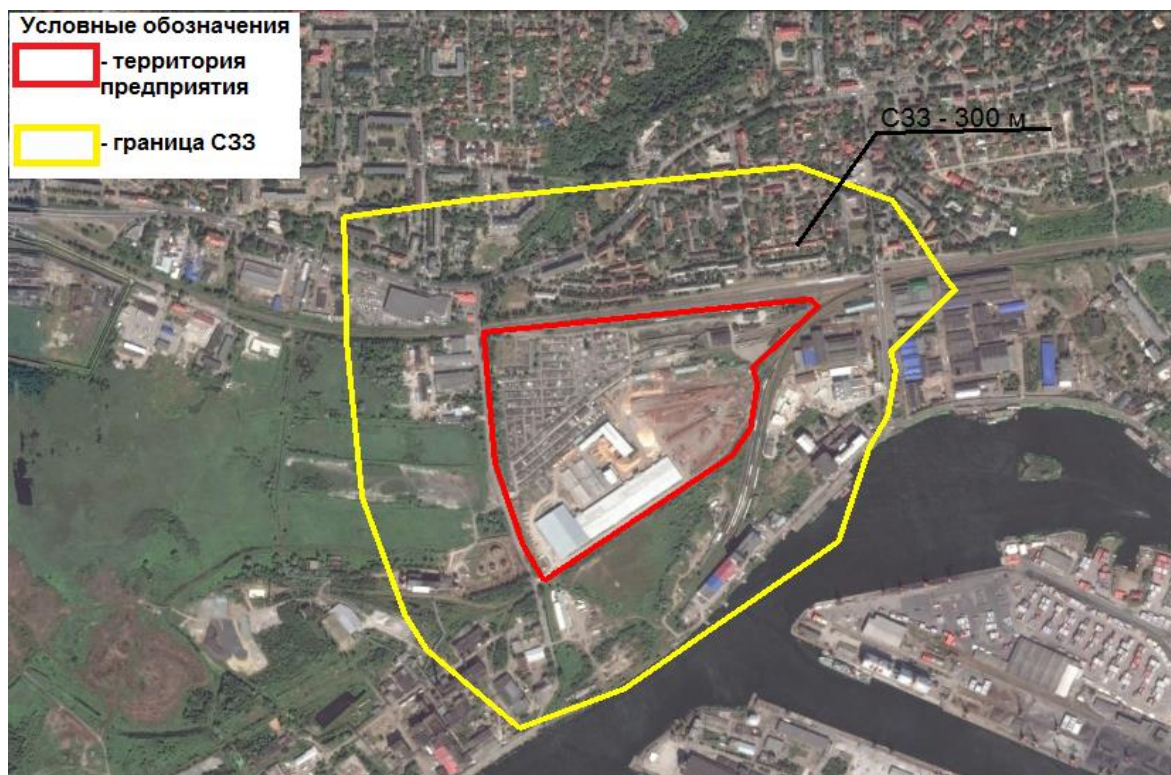 Условные обозначения
- территория
предприятия
- граница СЗЗ
СЗЗ - 300 м